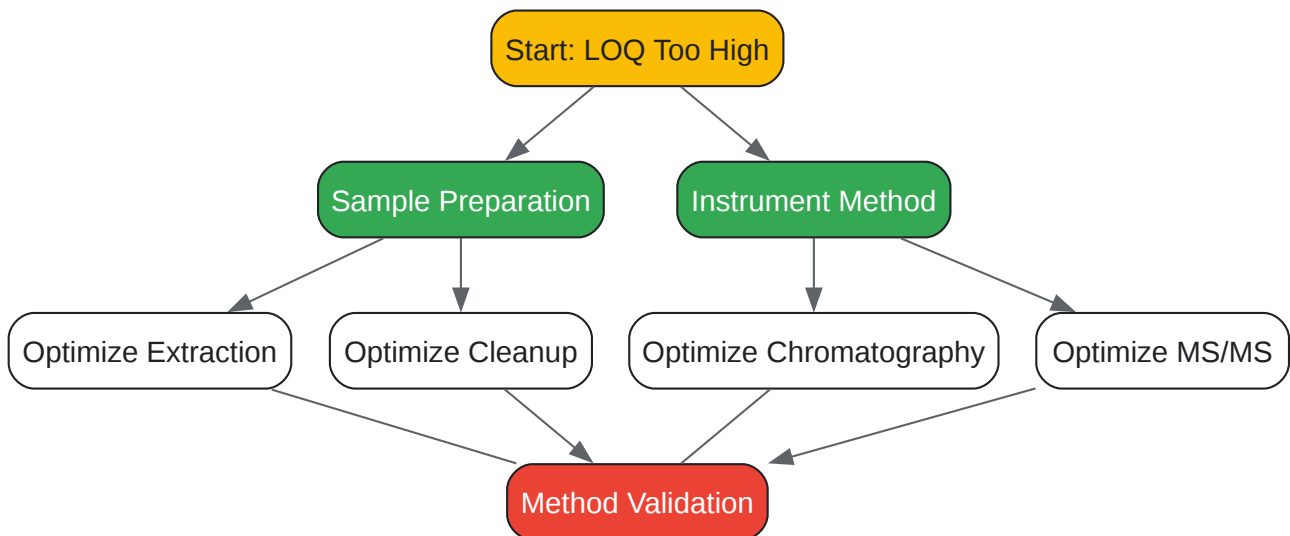 Start: LOQ Too High
Sample Preparation
Instrument Method
Optimize Extraction
Optimize Cleanup
Optimize Chromatography
Optimize MS/MS
Method Validation